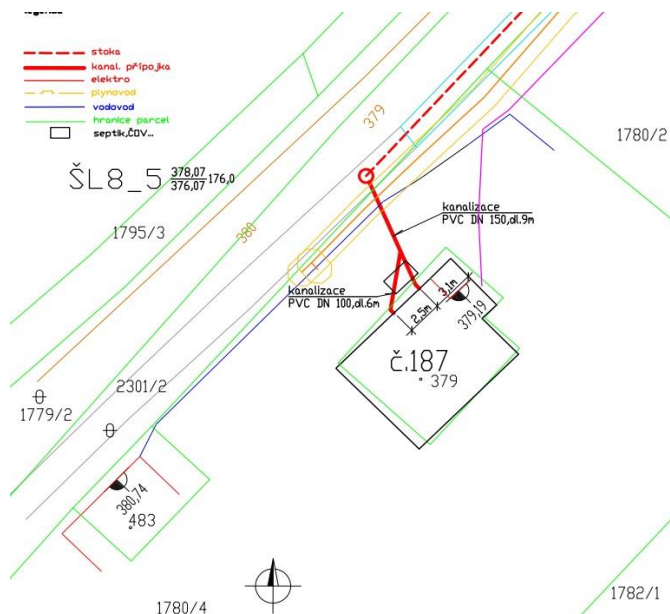 legenda
stoka
kanal. přípojka
elektro
plynovod
vodovod
hranice parcel
septik,ČOV...
ŠL8_5 378,07 176,0
376,07
379
380
1795/3
1780/2
kanalizace
PVC DN 150,dl.9m
kanalizace
PVC DN 100,dl.6m
3,1m
2,5m
379,19
č.187
379
2301/2
1779/2
380,74
483
1780/4
1782/1